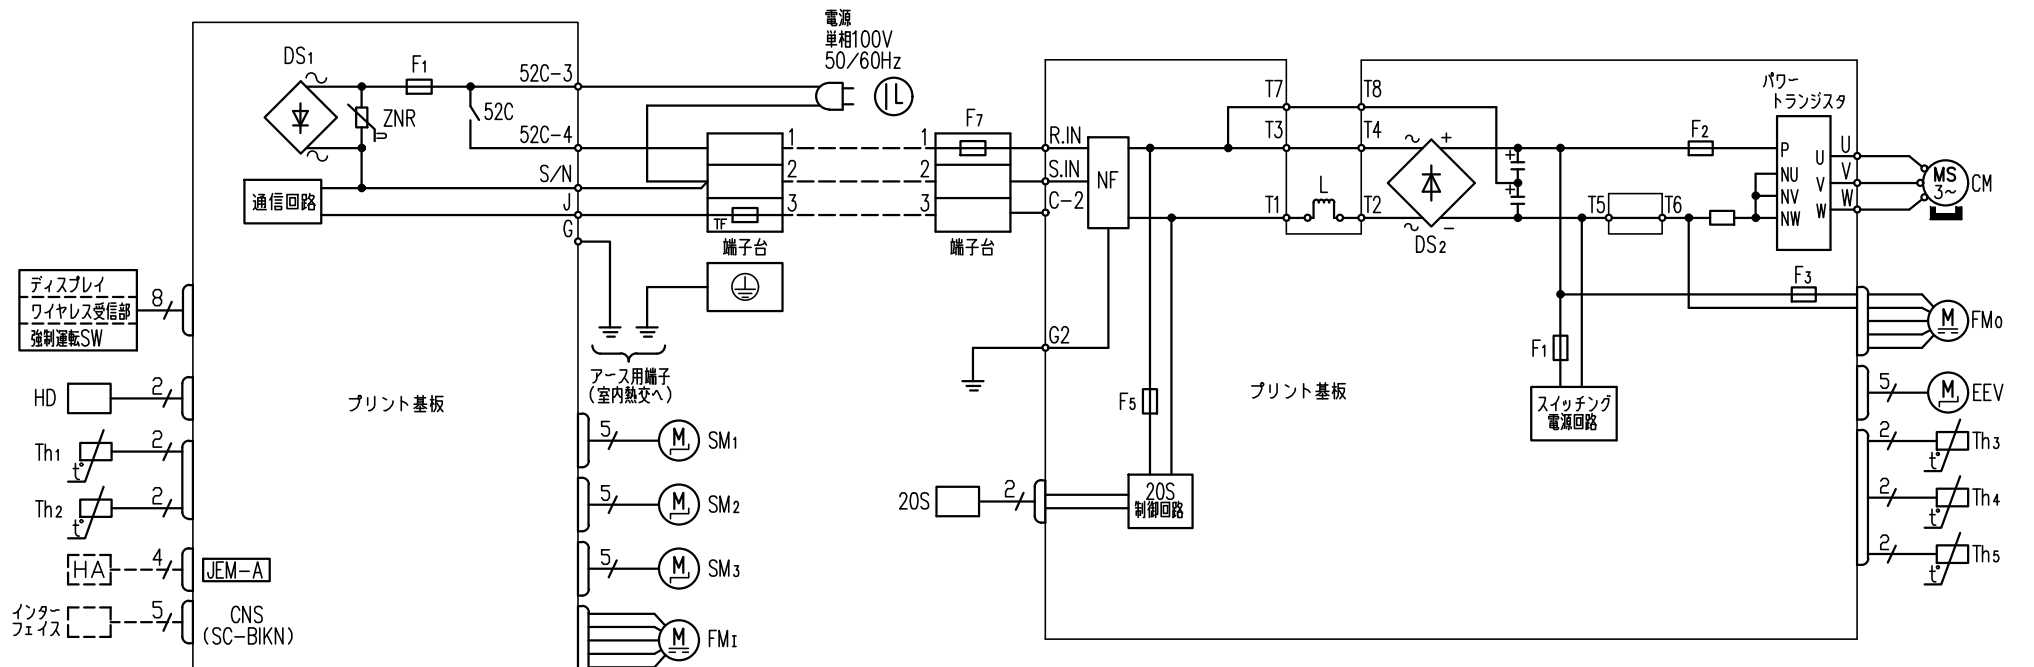 電源
単相100V
50/60Hz
DS1
F1
52C-3
ZNR
52C
52C-4
S/N
J
G
通信回路
1
2
3
TF
端子台
1
2
3
F7
端子台
R.IN
S.IN
C-2
NF
G2
T7
T3
T1
L
T8
T4
T2
DS2
+
−
+
+
T5
T6
F2
パワー
トランジスタ
P
NU
NV
NW
U
V
W
U
V
W
MS
3~
CM
ディスプレイ
ワイヤレス受信部
強制運転SW
8
HD
2
Th1
2
t°
Th2
2
t°
HA
4
JEM-A
インター
フェイス
5
CNS
(SC-BIKN)
プリント基板
アース用端子
(室内熱交へ)
5
M
SM1
5
M
SM2
5
M
SM3
M
FMI
F5
20S
2
20S
制御回路
プリント基板
F1
スイッチング
電源回路
F3
M
FMO
5
M
EEV
2
Th3
t°
2
Th4
t°
2
Th5
t°